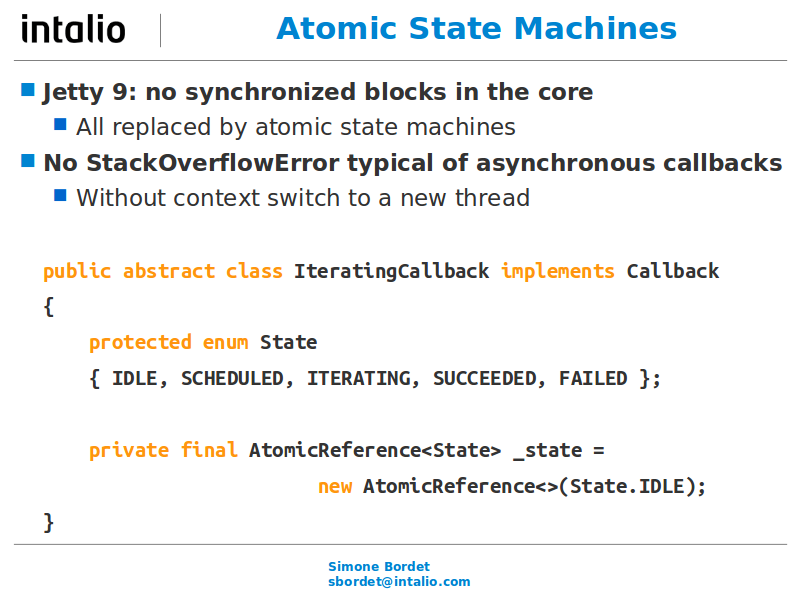 intalio
Atomic State Machines
Jetty 9: no synchronized blocks in the core
All replaced by atomic state machines
No StackOverflowError typical of asynchronous callbacks
Without context switch to a new thread
public abstract class IteratingCallback implements Callback
{
protected enum State
{ IDLE, SCHEDULED, ITERATING, SUCCEEDED, FAILED };
private final AtomicReference<State> _state =
new AtomicReference<>(State.IDLE);
}
Simone Bordet
sbordet@intalio.com